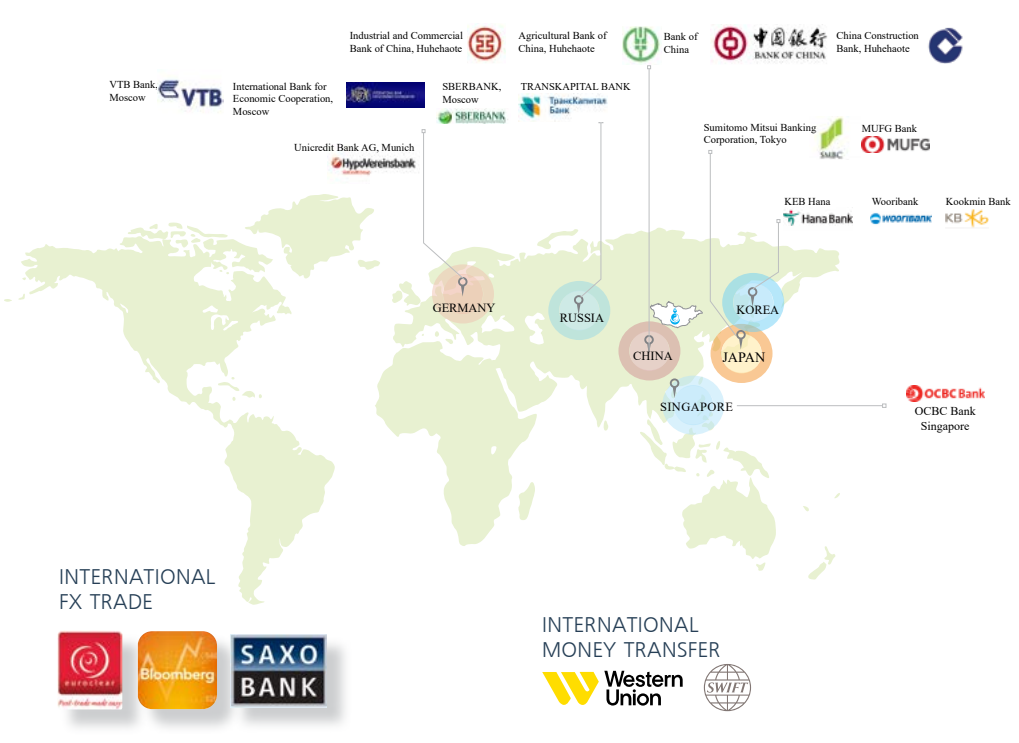 Industrial and Commercial
Bank of China, Huhehaote
Agricultural Bank of
China, Huhehaote
Bank of
China
中国银行
BANK OF CHINA
China Construction
Bank, Huhehaote
VTB Bank,
Moscow
VTB
International Bank for
Economic Cooperation,
Moscow
SBERBANK,
Moscow
SBERBANK
TRANSKAPITAL BANK
ТрансКапитал
Банк
Unicredit Bank AG, Munich
HypoVereinsbank
Sumitomo Mitsui Banking
Corporation, Tokyo
SMBC
MUFG Bank
MUFG
KEB Hana
Hana Bank
Wooribank
WOORIBANK
Kookmin Bank
KB
GERMANY
RUSSIA
KOREA
CHINA
JAPAN
SINGAPORE
OCBC Bank
OCBC Bank
Singapore
INTERNATIONAL
FX TRADE
euroclear
Post-trade made easy
Bloomberg
SAXO
BANK
INTERNATIONAL
MONEY TRANSFER
Western
Union
SWIFT